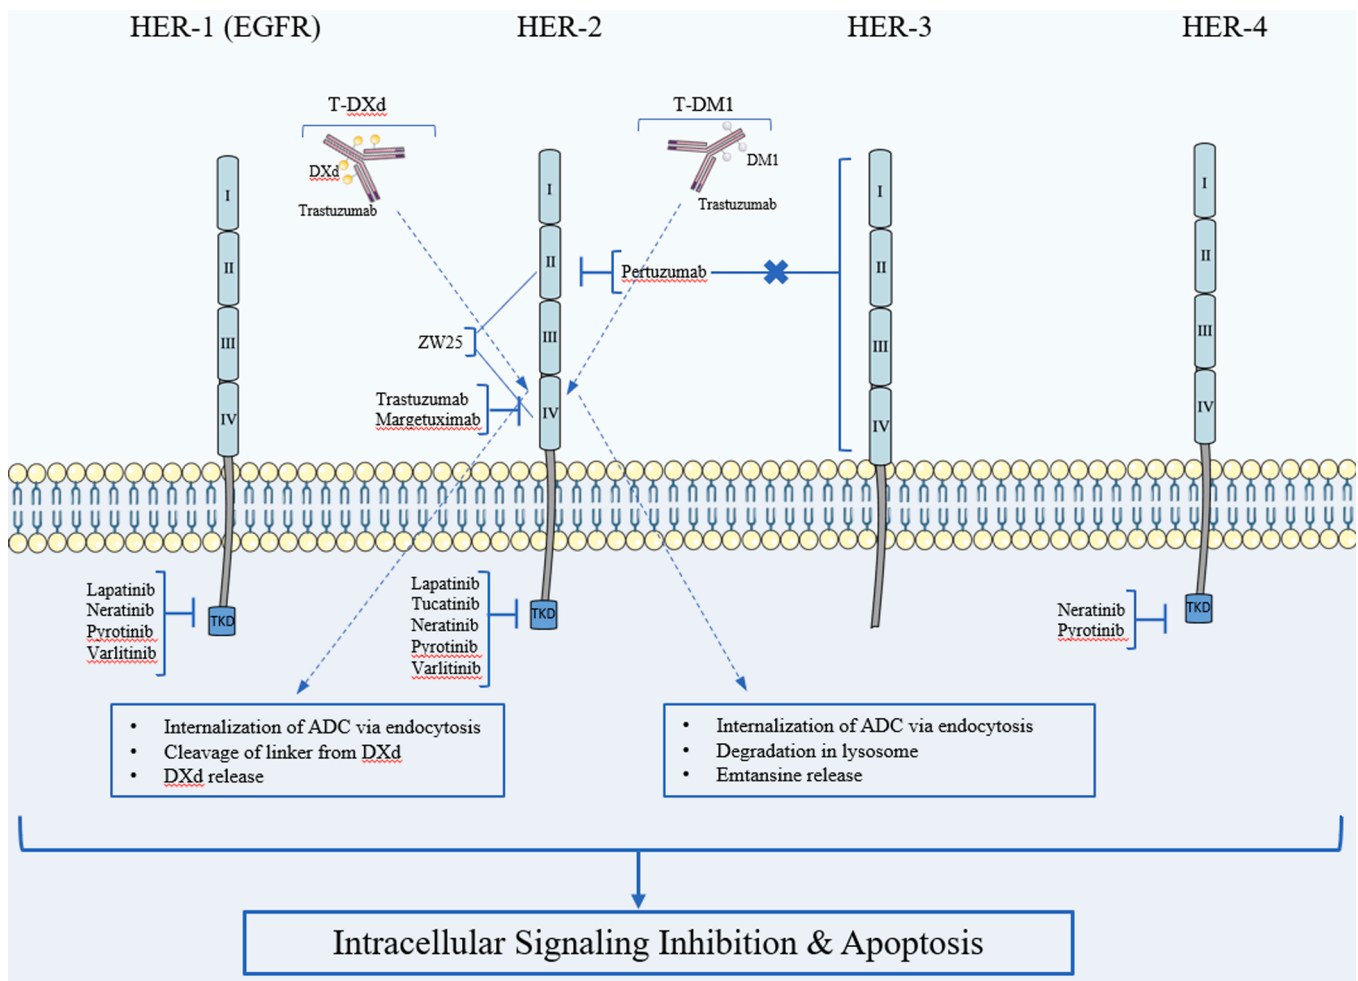 HER-1 (EGFR)
HER-2
HER-3
HER-4
T-DXd
DXd
Trastuzumab
T-DM1
DM1
Trastuzumab
I
II
III
IV
I
II
III
IV
I
II
III
IV
I
II
III
IV
Pertuzumab
ZW25
Trastuzumab
Margetuximab
Lapatinib
Neratinib
Pyrotinib
Varlitinib
TKD
Lapatinib
Tucatinib
Neratinib
Pyrotinib
Varlitinib
TKD
Neratinib
Pyrotinib
TKD
• Internalization of ADC via endocytosis
• Cleavage of linker from DXd
• DXd release
• Internalization of ADC via endocytosis
• Degradation in lysosome
• Emtansine release
Intracellular Signaling Inhibition & Apoptosis